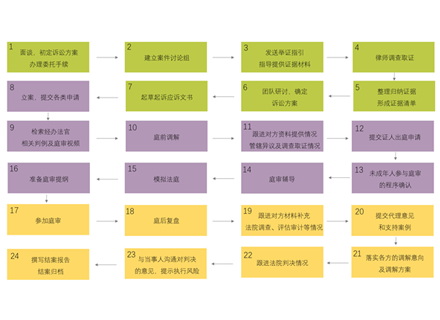 1
面谈、初定诉讼方案
办理委托手续
2
建立案件讨论组
3
发送举证指引
指导提供证据材料
4
律师调查取证
5
整理归纳证据
形成证据清单
6
团队研讨、确定
诉讼方案
7
起草起诉应诉文书
8
立案、提交各类申请
9
检索经办法官
相关判例及庭审视频
10
庭前调解
11
跟进对方资料提供情况
管辖异议及调查取证情况
12
提交证人出庭申请
13
未成年人参与庭审
的程序确认
14
庭审辅导
15
模拟法庭
16
准备庭审提纲
17
参加庭审
18
庭后复盘
19
跟进对方材料补充
法院调查、评估审计等情况
20
提交代理意见
和支持案例
21
落实各方的调解意向
及调解方案
22
跟进法院判决情况
23
与当事人沟通对判决
的意见、提示执行风险
24
撰写结案报告
结案归档